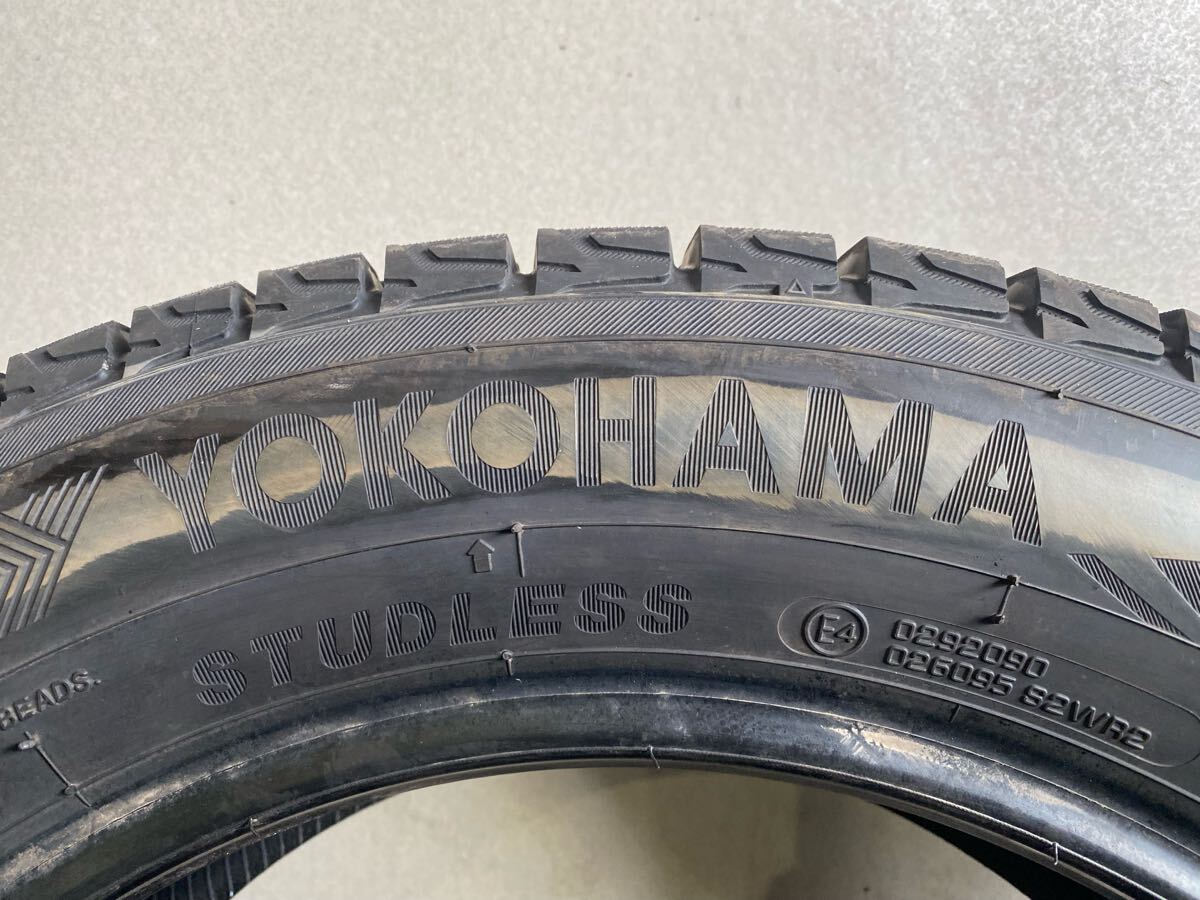 YOKOHAMA
STUDLESS
BEADS.
E4
0292090
026095 S2WR2